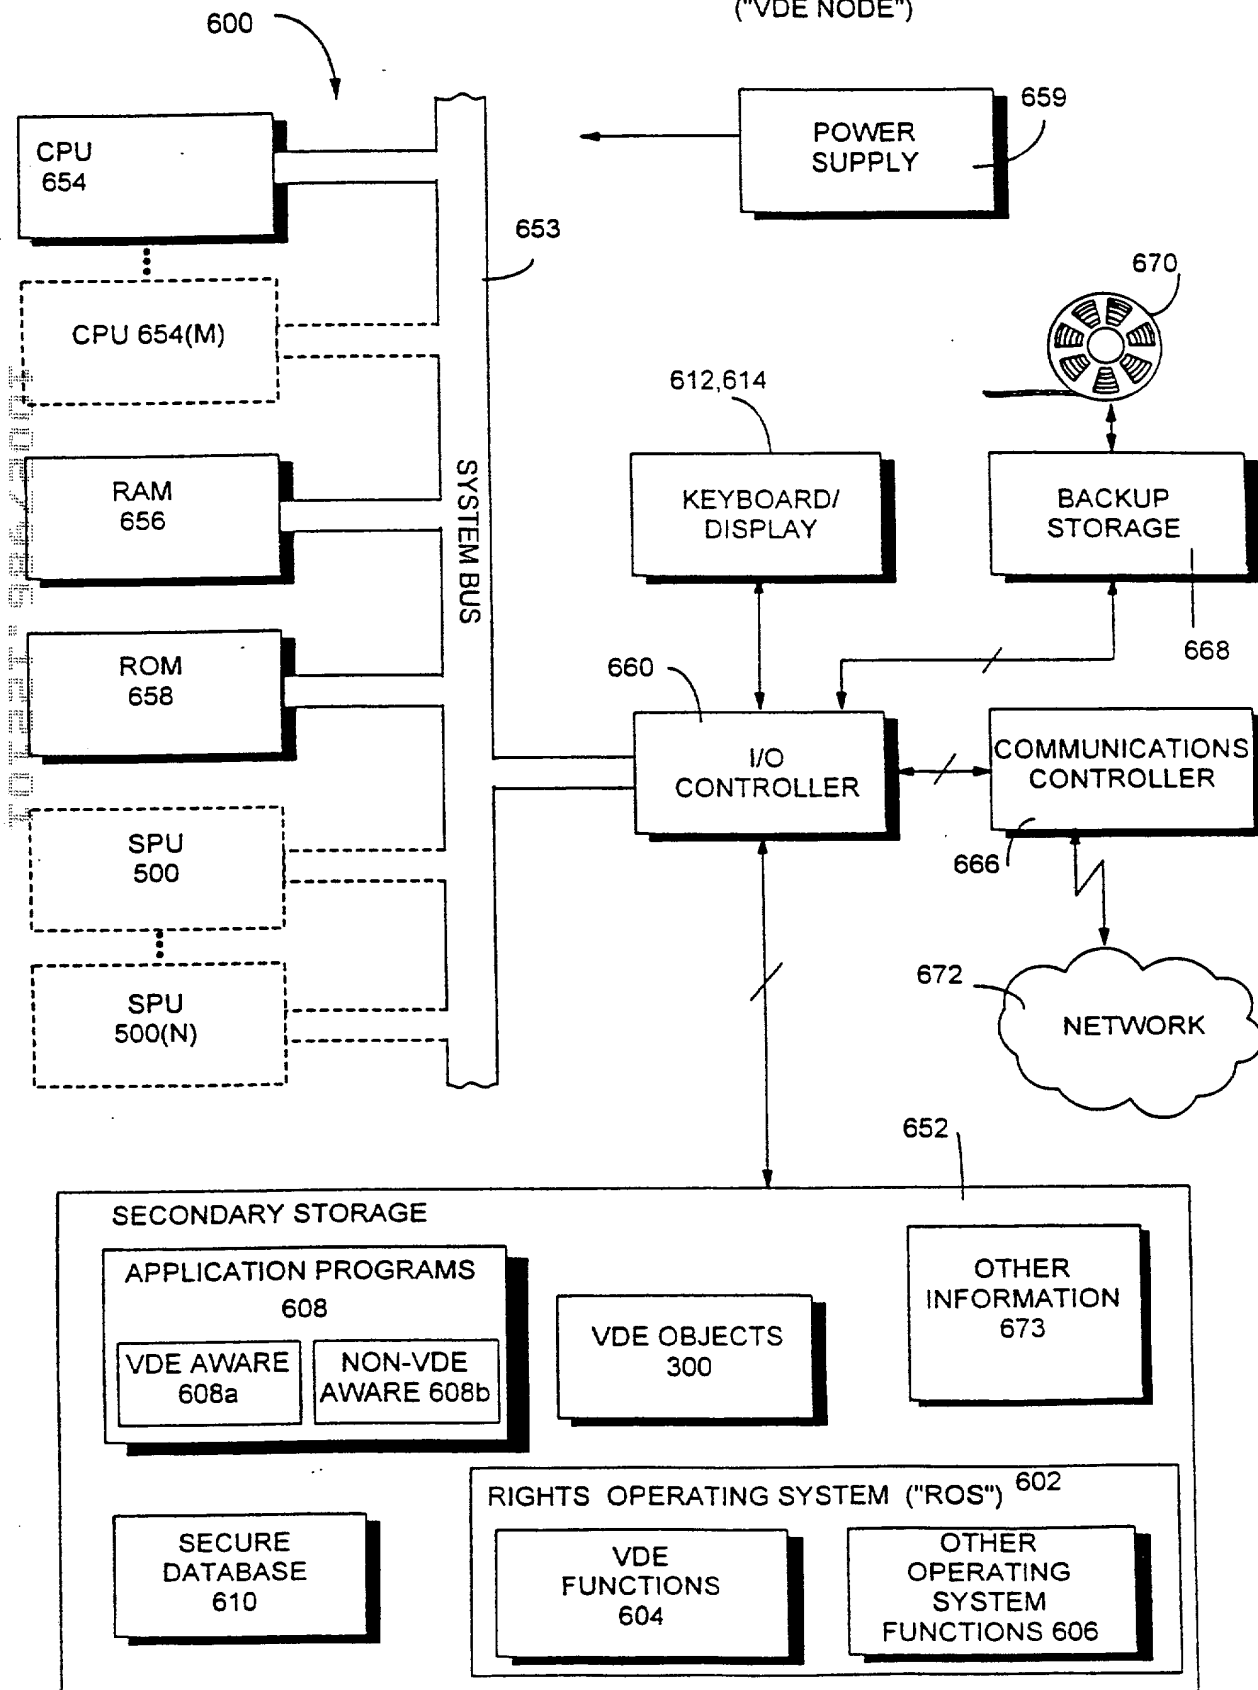 ("VDE NODE")
600
CPU
654
659
POWER
SUPPLY
653
CPU 654(M)
670
612,614
RAM
656
SYSTEM BUS
KEYBOARD/
DISPLAY
BACKUP
STORAGE
668
ROM
658
660
I/O
CONTROLLER
COMMUNICATIONS
CONTROLLER
666
SPU
500
SPU
500(N)
672
NETWORK
652
SECONDARY STORAGE
APPLICATION PROGRAMS
608
VDE AWARE
608a
NON-VDE
AWARE 608b
VDE OBJECTS
300
OTHER
INFORMATION
673
SECURE
DATABASE
610
RIGHTS OPERATING SYSTEM ("ROS") 602
VDE
FUNCTIONS
604
OTHER
OPERATING
SYSTEM
FUNCTIONS 606